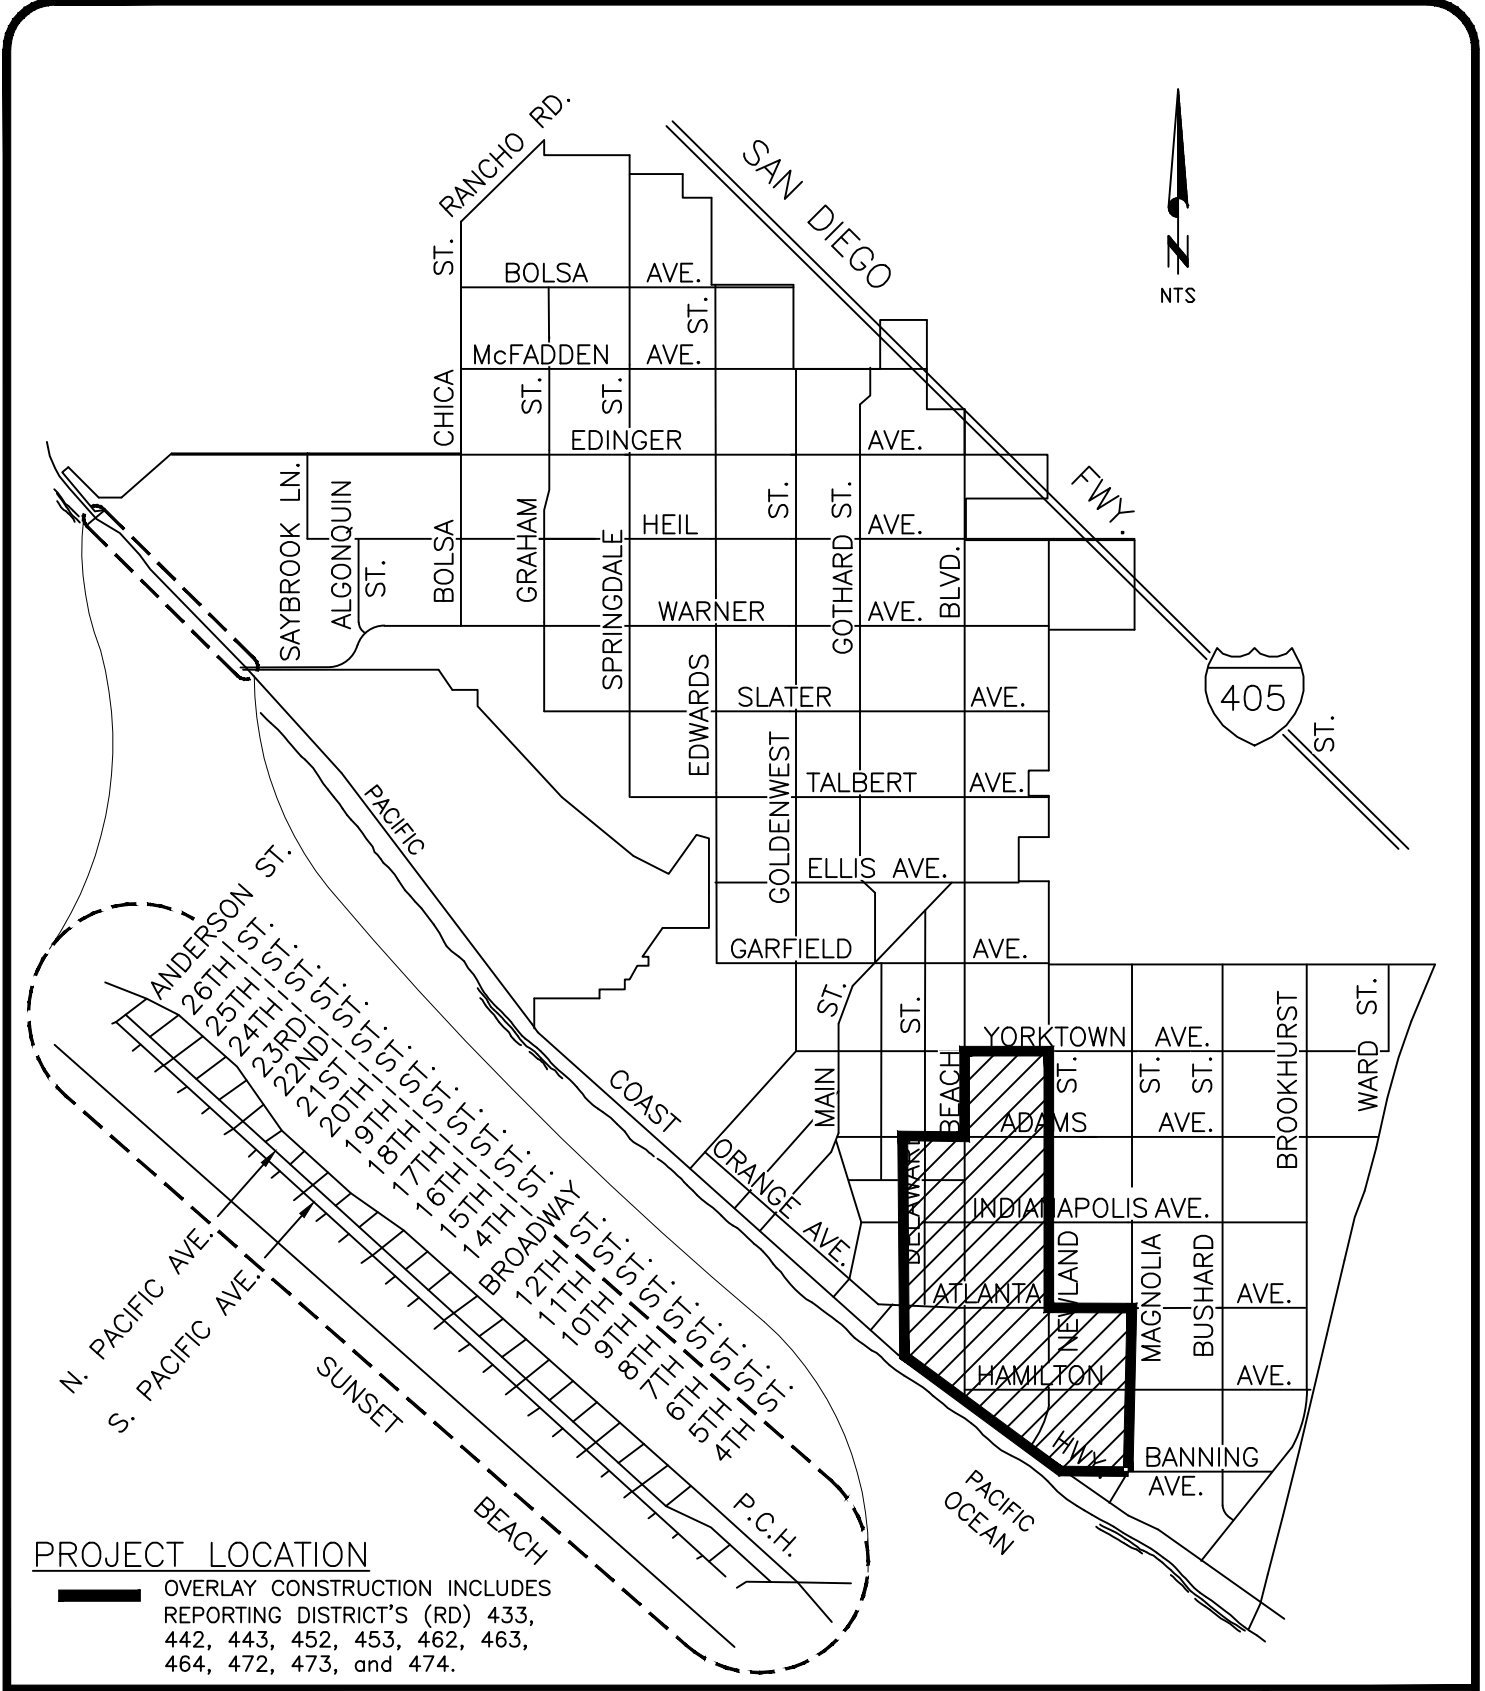 RANCHO RD.
SAN DIEGO
FWY.
N
NTS
BOLSA AVE.
McFADDEN AVE.
EDINGER AVE.
HEIL AVE.
WARNER AVE.
SLATER AVE.
TALBERT AVE.
ELLIS AVE.
GARFIELD AVE.
YORKTOWN AVE.
ADAMS AVE.
INDIANAPOLIS AVE.
ATLANTA AVE.
HAMILTON AVE.
BANNING
AVE.
SAYBROOK LN.
ALGONQUIN
ST.
BOLSA CHICA ST.
GRAHAM ST.
SPRINGDALE ST.
EDWARDS ST.
GOLDENWEST ST.
GOTHARD ST.
BEACH BLVD.
405
MAIN ST.
DELAWARE ST.
NEWLAND ST.
MAGNOLIA ST.
BUSHARD ST.
BROOKHURST ST.
WARD ST.
ORANGE AVE.
PACIFIC COAST HWY.
PACIFIC
OCEAN
ANDERSON ST.
26TH ST.
25TH ST.
24TH ST.
23RD ST.
22ND ST.
21ST ST.
20TH ST.
19TH ST.
18TH ST.
17TH ST.
16TH ST.
15TH ST.
14TH ST.
BROADWAY
12TH ST.
11TH ST.
10TH ST.
9TH ST.
8TH ST.
7TH ST.
6TH ST.
5TH ST.
4TH ST.
N. PACIFIC AVE.
S. PACIFIC AVE.
SUNSET BEACH
P.C.H.
PROJECT LOCATION
OVERLAY CONSTRUCTION INCLUDES
REPORTING DISTRICT'S (RD) 433,
442, 443, 452, 453, 462, 463,
464, 472, 473, and 474.